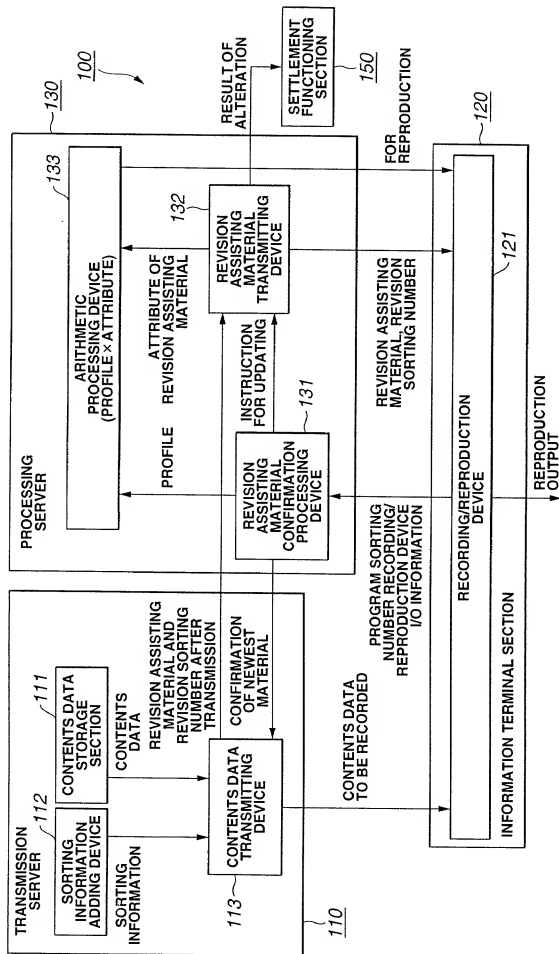 100
TRANSMISSION
SERVER
112
111
SORTING
INFORMATION
ADDING DEVICE
CONTENTS DATA
STORAGE
SECTION
SORTING
INFORMATION
CONTENTS
DATA
CONTENTS DATA
TRANSMITTING
DEVICE
113
110
REVISION ASSISTING
MATERIAL AND
REVISION SORTING
NUMBER AFTER
TRANSMISSION
CONFIRMATION
OF NEWEST
MATERIAL
CONTENTS DATA
TO BE RECORDED
PROCESSING
SERVER
130
133
ARITHMETIC
PROCESSING DEVICE
(PROFILE × ATTRIBUTE)
PROFILE
ATTRIBUTE OF
REVISION ASSISTING
MATERIAL
132
REVISION
ASSISTING
MATERIAL
TRANSMITTING
DEVICE
INSTRUCTION
FOR UPDATING
131
REVISION
ASSISTING
MATERIAL
CONFIRMATION
PROCESSING
DEVICE
RESULT OF
ALTERATION
SETTLEMENT
FUNCTIONING
SECTION
150
PROGRAM SORTING
NUMBER RECORDING/
REPRODUCTION DEVICE
I/O INFORMATION
REVISION ASSISTING
MATERIAL, REVISION
SORTING NUMBER
FOR REPRODUCTION
120
121
RECORDING/REPRODUCTION
DEVICE
INFORMATION TERMINAL SECTION
REPRODUCTION
OUTPUT